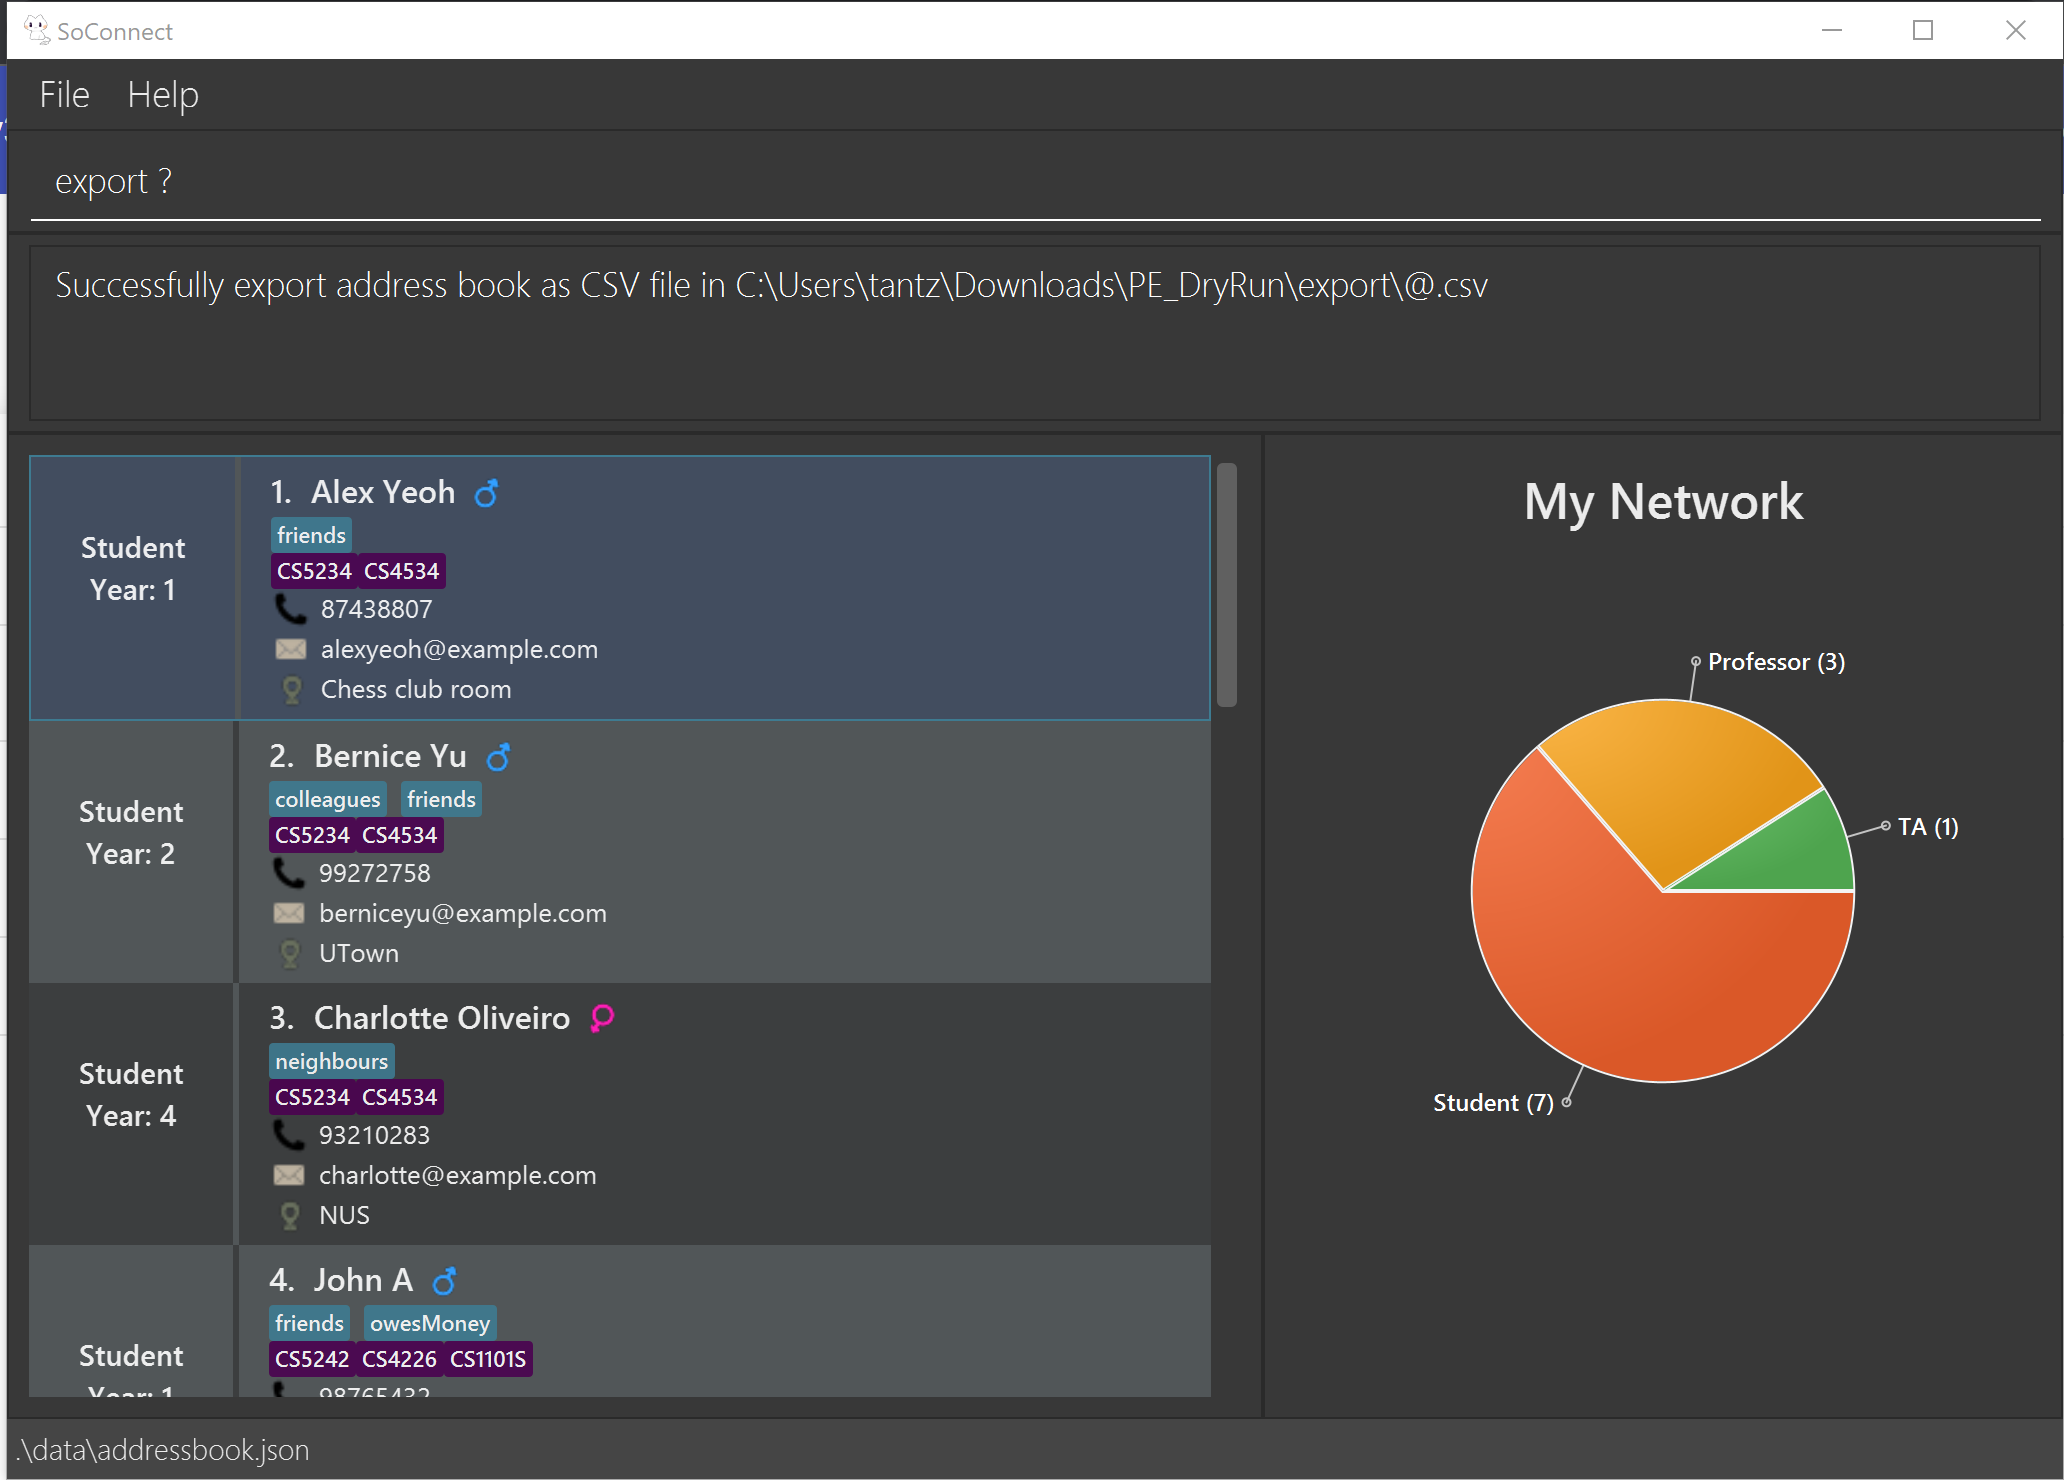 SoConnect
File Help
export ?
Successfully export address book as CSV file in C:\Users\tantz\Downloads\PE_DryRun\export\@.csv
Student
Year: 1
1. Alex Yeoh
friends
CS5234 CS4534
87438807
alexyeoh@example.com
Chess club room
Student
Year: 2
2. Bernice Yu
colleagues friends
CS5234 CS4534
99272758
berniceyu@example.com
UTown
Student
Year: 4
3. Charlotte Oliveiro
neighbours
CS5234 CS4534
93210283
charlotte@example.com
NUS
Student
Year: 1
4. John A
friends owesMoney
CS5242 CS4226 CS1101S
98765432
My Network
Professor (3)
TA (1)
Student (7)
.\data\addressbook.json